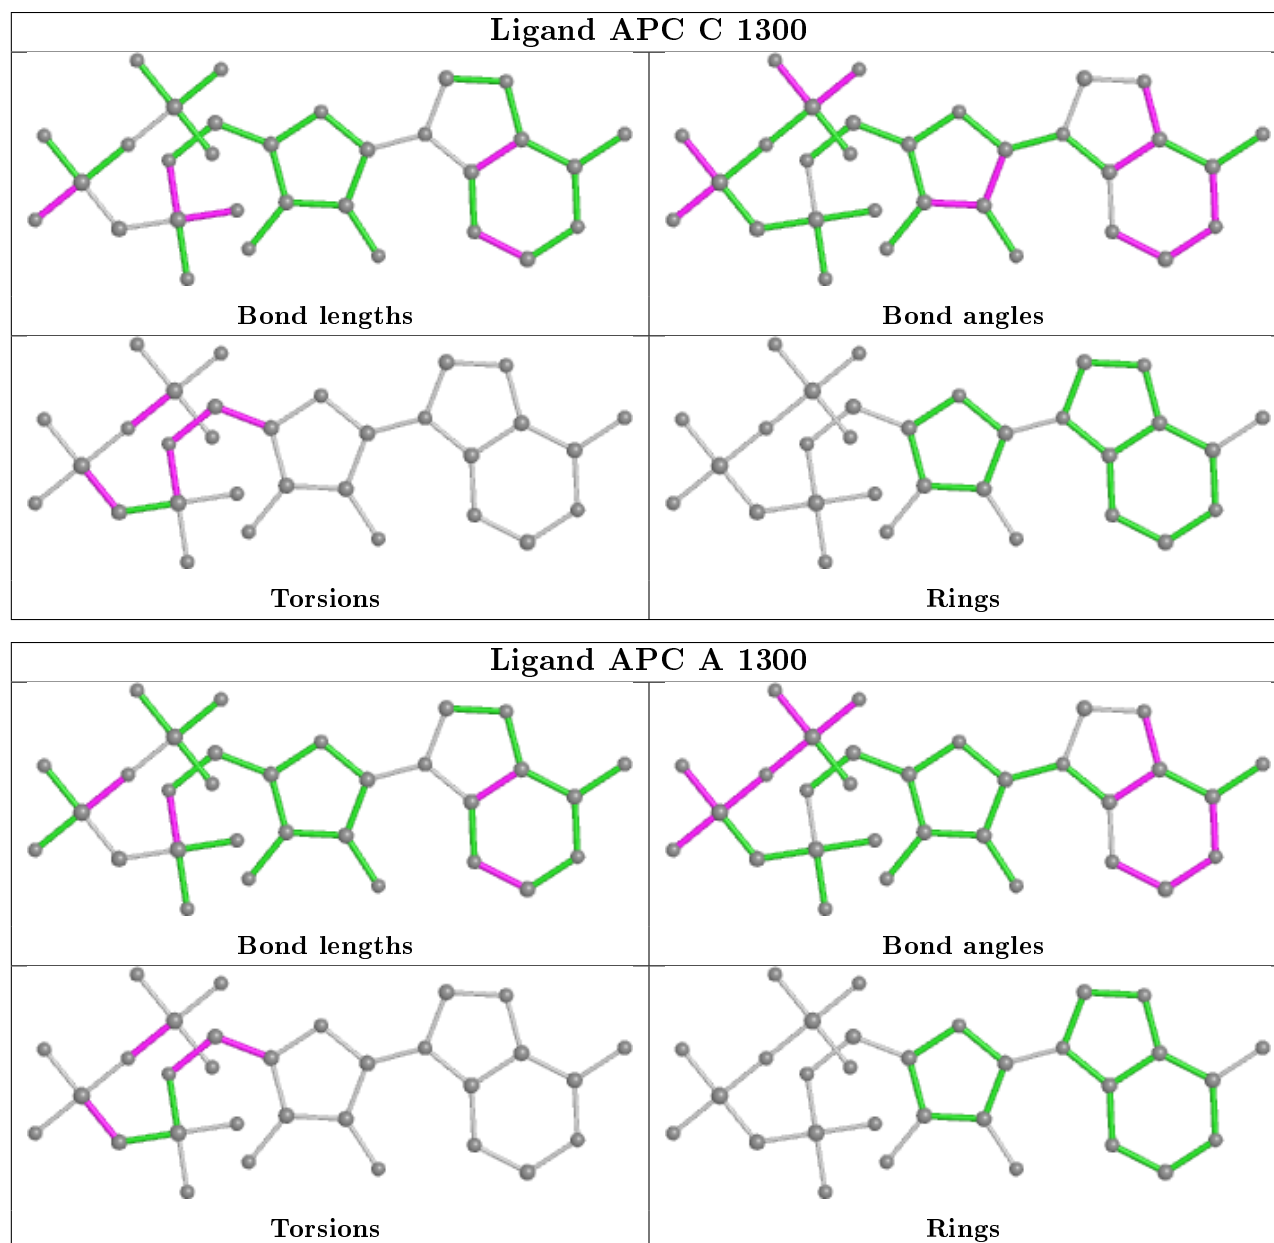 Ligand APC C 1300
Bond lengths
Bond angles
Torsions
Rings
Ligand APC A 1300
Bond lengths
Bond angles
Torsions
Rings